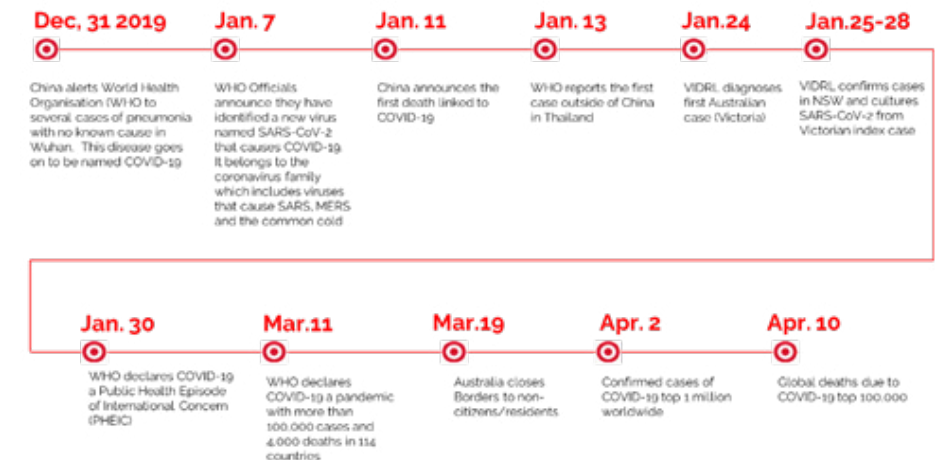 Dec, 31 2019
China alerts World Health
Organisation (WHO to
several cases of pneumonia
with no known cause in
Wuhan. This disease goes
on to be named COVID-19
Jan. 7
WHO Officials
announce they have
identified a new virus
named SARS-CoV-2
that causes COVID-19.
It belongs to the
coronavirus family
which includes viruses
that cause SARS, MERS
and the common cold
Jan. 11
China announces the
first death linked to
COVID-19
Jan. 13
WHO reports the first
case outside of China
in Thailand
Jan.24
VIDRL diagnoses
first Australian
case (Victoria)
Jan.25-28
VIDRL confirms cases
in NSW and cultures
SARS-CoV-2 from
Victorian index case
Jan. 30
WHO declares COVID-19
a Public Health Episode
of International Concern
(PHEIC)
Mar.11
WHO declares
COVID-19 a pandemic
with more than
100,000 cases and
4,000 deaths in 114
countries
Mar.19
Australia closes
Borders to non-
citizens/residents
Apr. 2
Confirmed cases of
COVID-19 top 1 million
worldwide
Apr. 10
Global deaths due to
COVID-19 top 100,000